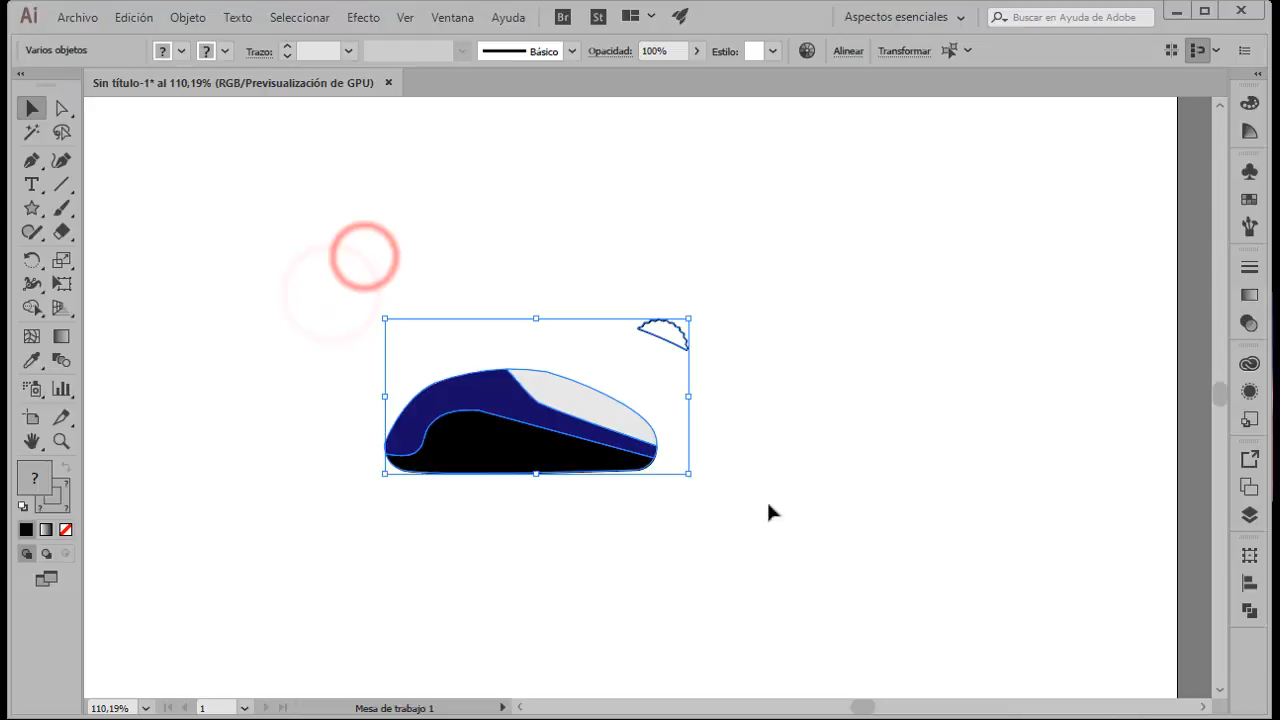 Ai Archivo Edición Objeto Texto Seleccionar Efecto Ver Ventana Ayuda Br St Aspectos esenciales Buscar en Ayuda de Adobe
Varios objetos ? ? Trazo: Básico Opacidad: 100% Estilo: Alinear Transformar
Sin título-1* al 110,19% (RGB/Previsualización de GPU)
?
? ?
110,19% 1 Mesa de trabajo 1